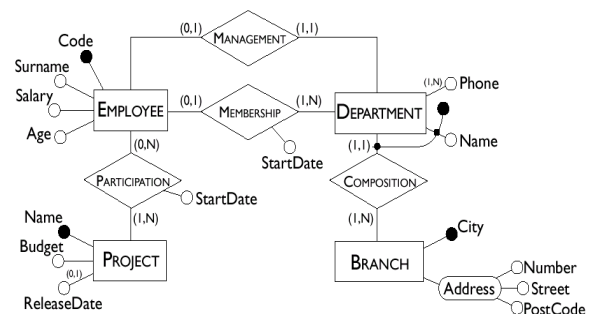 (0,1) MANAGEMENT (1,1)
Code
Surname
Salary
Age
EMPLOYEE
(0,1) MEMBERSHIP (1,N)
StartDate
DEPARTMENT
(1,N) Phone
Name
(0,N)
PARTICIPATION
StartDate
(1,N)
(1,1)
COMPOSITION
(1,N)
Name
Budget
(0,1)
ReleaseDate
PROJECT
BRANCH
City
Address
Number
Street
PostCode